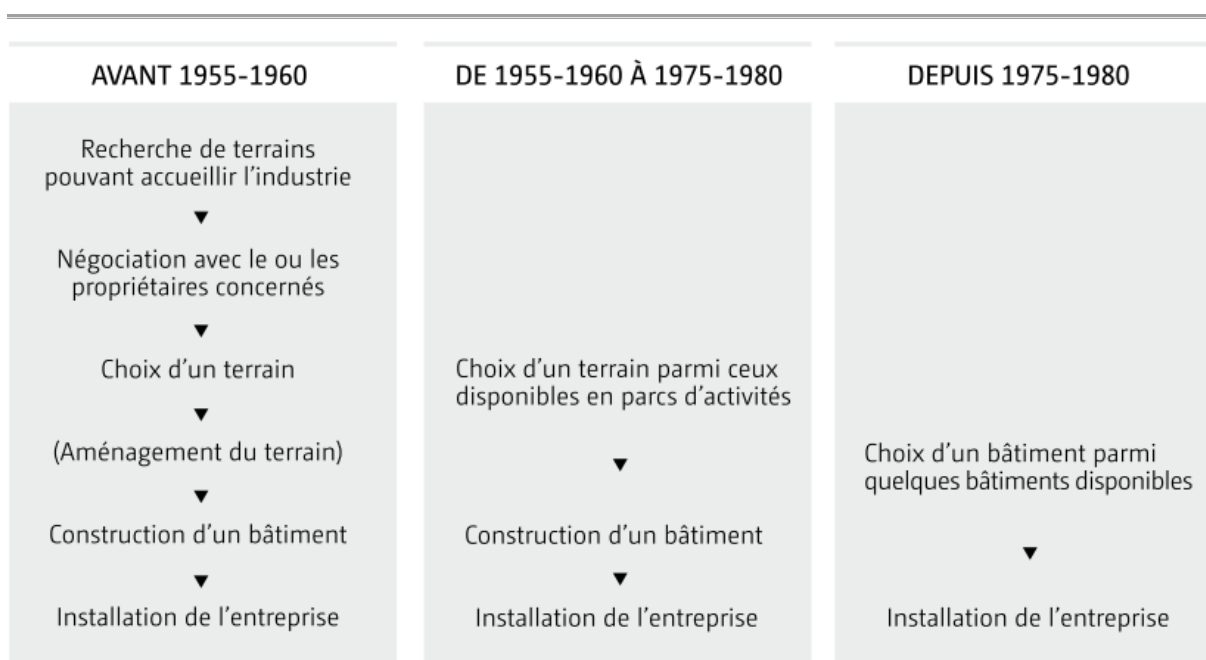 AVANT 1955-1960
Recherche de terrains
pouvant accueillir l'industrie
▼
Négociation avec le ou les
propriétaires concernés
▼
Choix d'un terrain
▼
(Aménagement du terrain)
▼
Construction d'un bâtiment
▼
Installation de l'entreprise
DE 1955-1960 À 1975-1980
Choix d'un terrain parmi ceux
disponibles en parcs d'activités
▼
Construction d'un bâtiment
▼
Installation de l'entreprise
DEPUIS 1975-1980
Choix d'un bâtiment parmi
quelques bâtiments disponibles
▼
Installation de l'entreprise